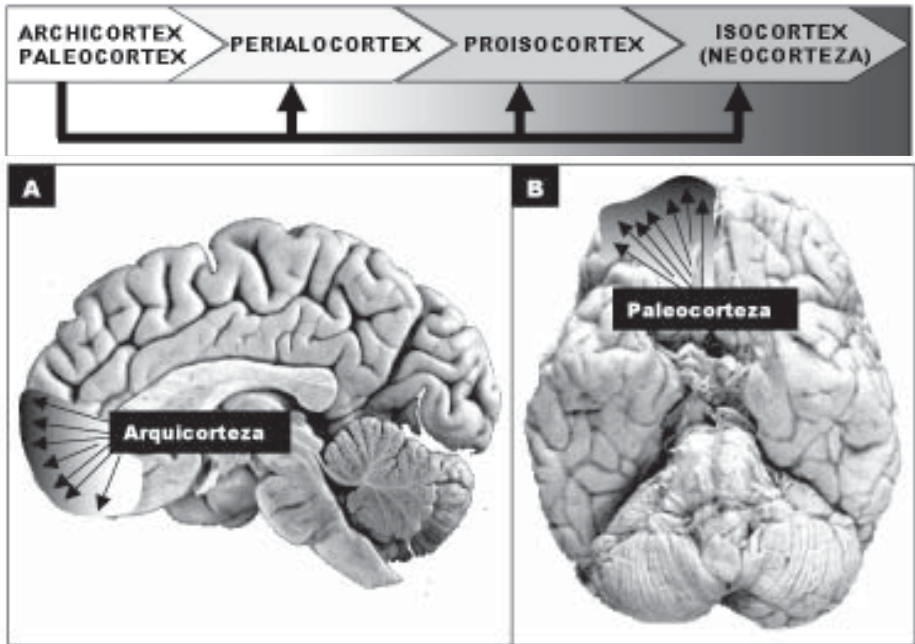 ARCHICORTEX
PALEOCORTEX
PERIALOCORTEX
PROISOCORTEX
ISOCORTEX
(NEOCORTEZA)
A
B
Arquicorteza
Paleocorteza